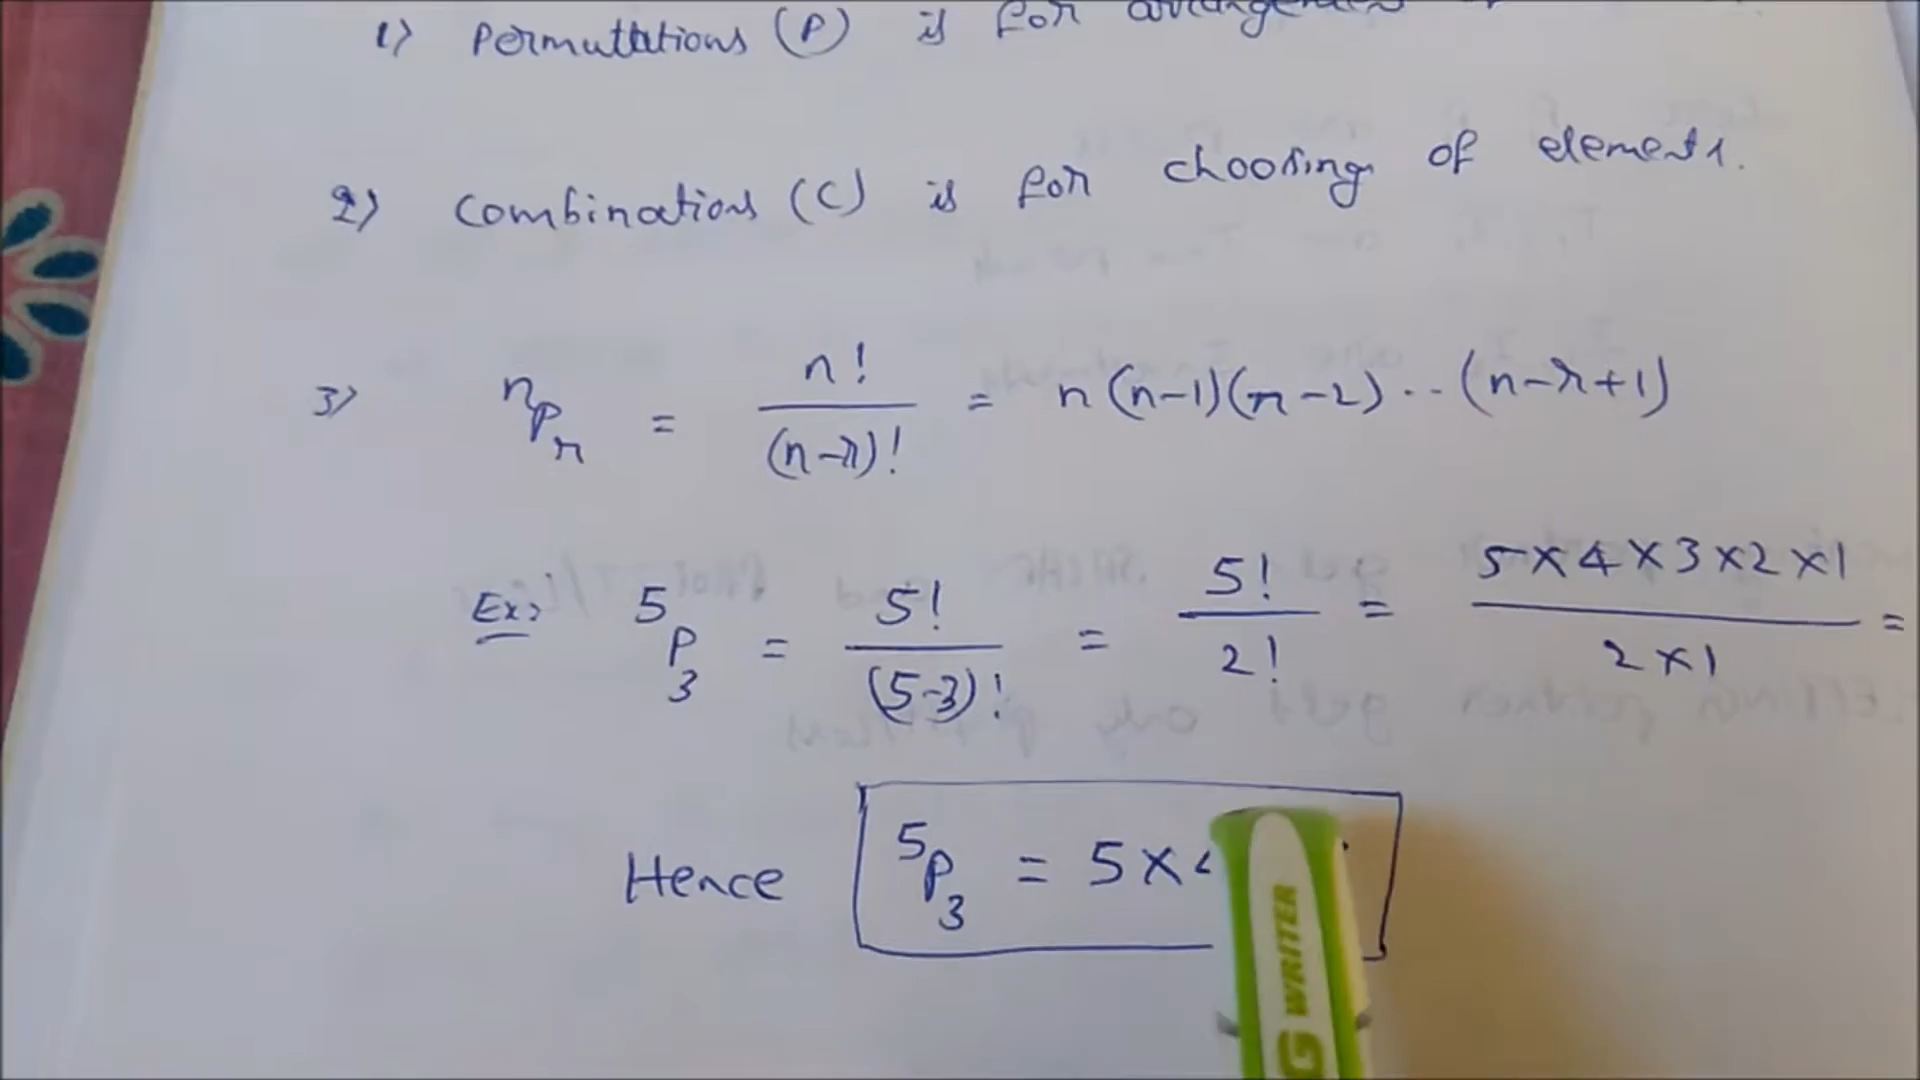 1) Permuttations (P) is for
2) Combinations (C) is for choosing of elements.
3) nPr = n! / (n-r)! = n(n-1)(n-2)..(n-r+1)
Ex: 5P3 = 5! / (5-3)! = 5! / 2! = 5×4×3×2×1 / 2×1 =
Hence 5P3 = 5×
G WRITER